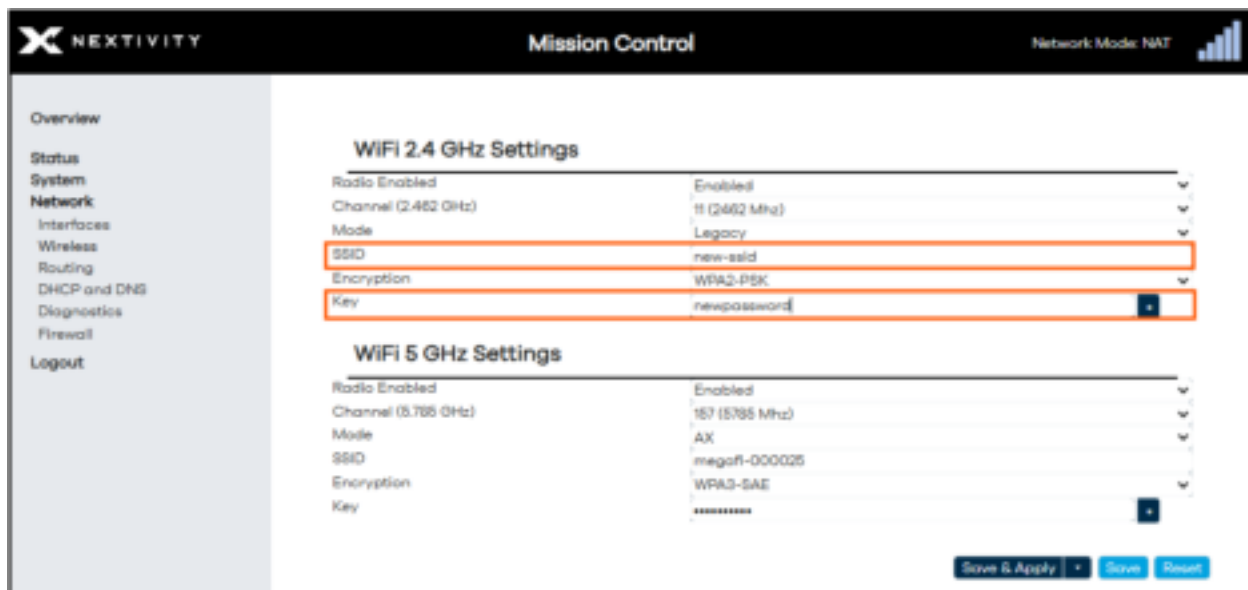 NEXTIVITY
Mission Control
Network Mode: NAT
Overview
Status
System
Network
Interfaces
Wireless
Routing
DHCP and DNS
Diagnostics
Firewall
Logout
WiFi 2.4 GHz Settings
Radio Enabled Enabled
Channel (2.462 GHz) 11 (2462 Mhz)
Mode Legacy
SSID new-ssid
Encryption WPA2-PSK
Key newpassword
WiFi 5 GHz Settings
Radio Enabled Enabled
Channel (5.785 GHz) 157 (5785 Mhz)
Mode AX
SSID megafi-000025
Encryption WPA3-SAE
Key •••••••••••
Save & Apply Save Reset